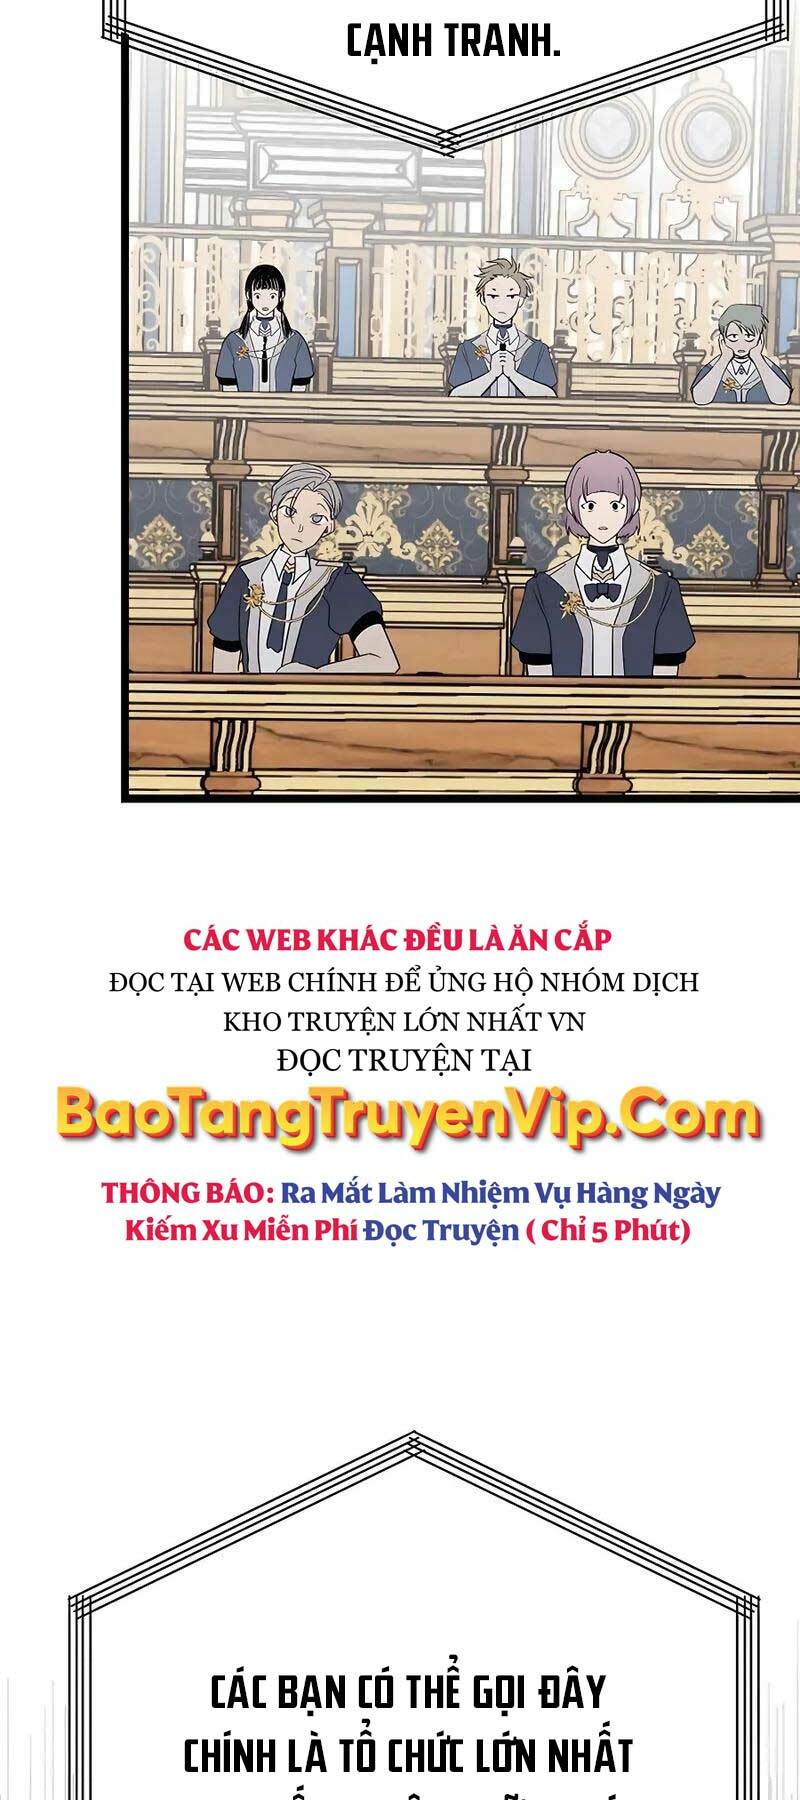 CẠNH TRANH.
CÁC WEB KHÁC ĐỀU LÀ ĂN CẮP
ĐỌC TẠI WEB CHÍNH ĐỂ ỦNG HỘ NHÓM DỊCH
KHO TRUYỆN LỚN NHẤT VN
ĐỌC TRUYỆN TẠI
BaoTangTruyenVip.Com
THÔNG BÁO: Ra Mắt Làm Nhiệm Vụ Hàng Ngày
Kiếm Xu Miễn Phí Đọc Truyện ( Chỉ 5 Phút)
CÁC BẠN CÓ THỂ GỌI ĐÂY
CHÍNH LÀ TỔ CHỨC LỚN NHẤT